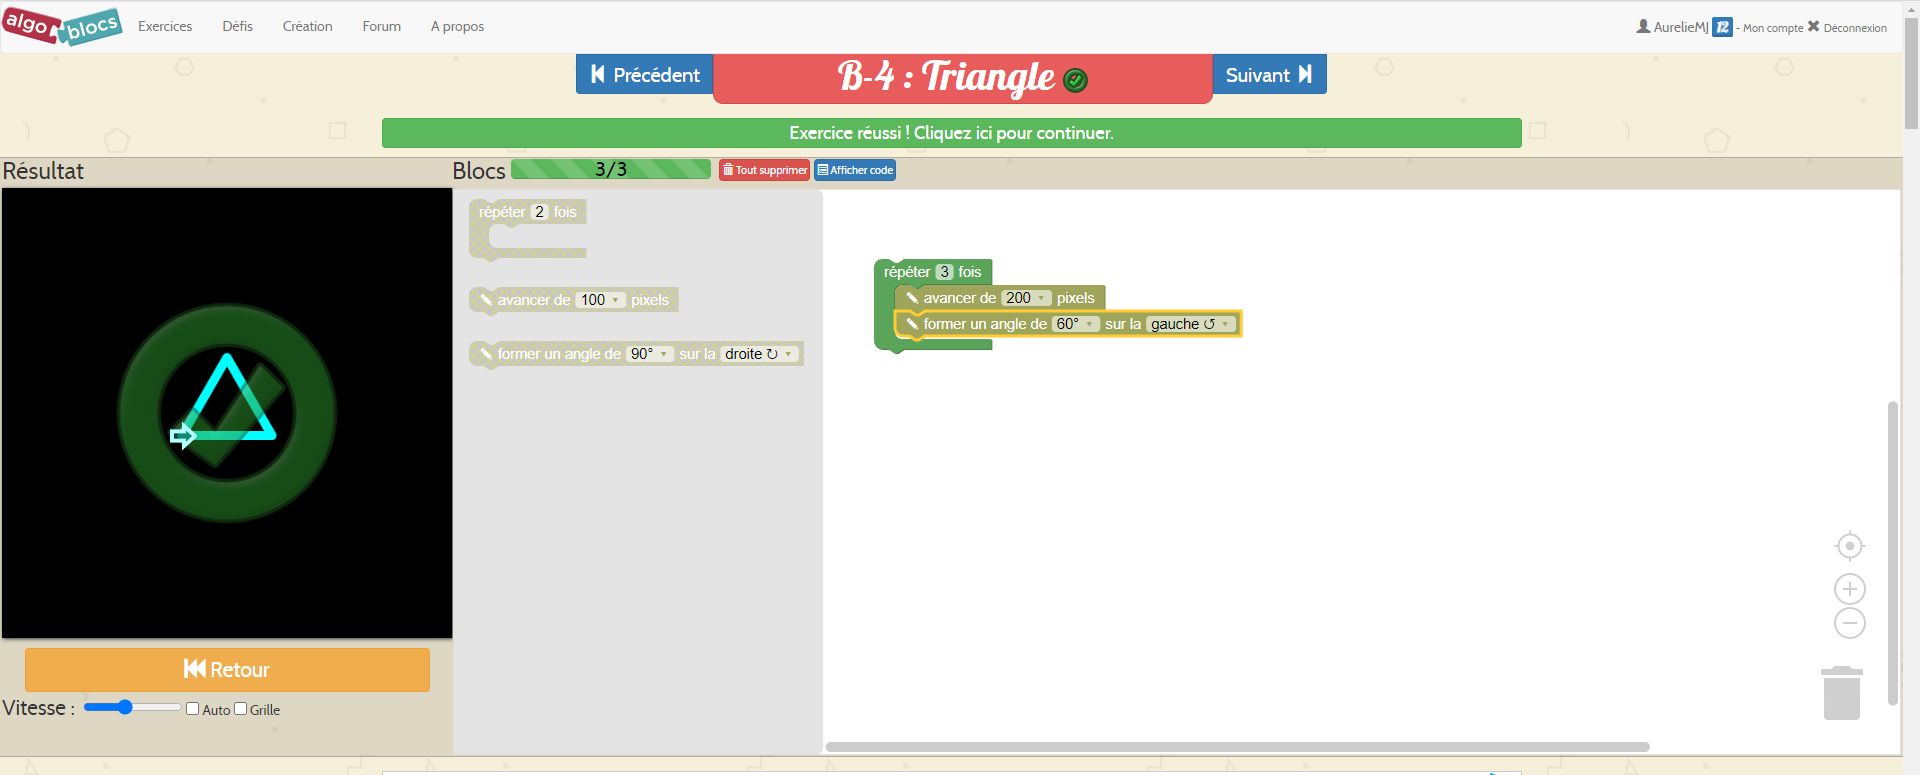 algo blocs Exercices Défis Création Forum A propos AurelieMJ 12 - Mon compte Déconnexion
Précédent B-4 : Triangle Suivant
Exercice réussi ! Cliquez ici pour continuer.
Résultat Blocs 3/3 Tout supprimer Afficher code
répéter 2 fois
avancer de 100 pixels
former un angle de 90° sur la droite ↻
répéter 3 fois
avancer de 200 pixels
former un angle de 60° sur la gauche ↺
Retour
Vitesse : Auto Grille